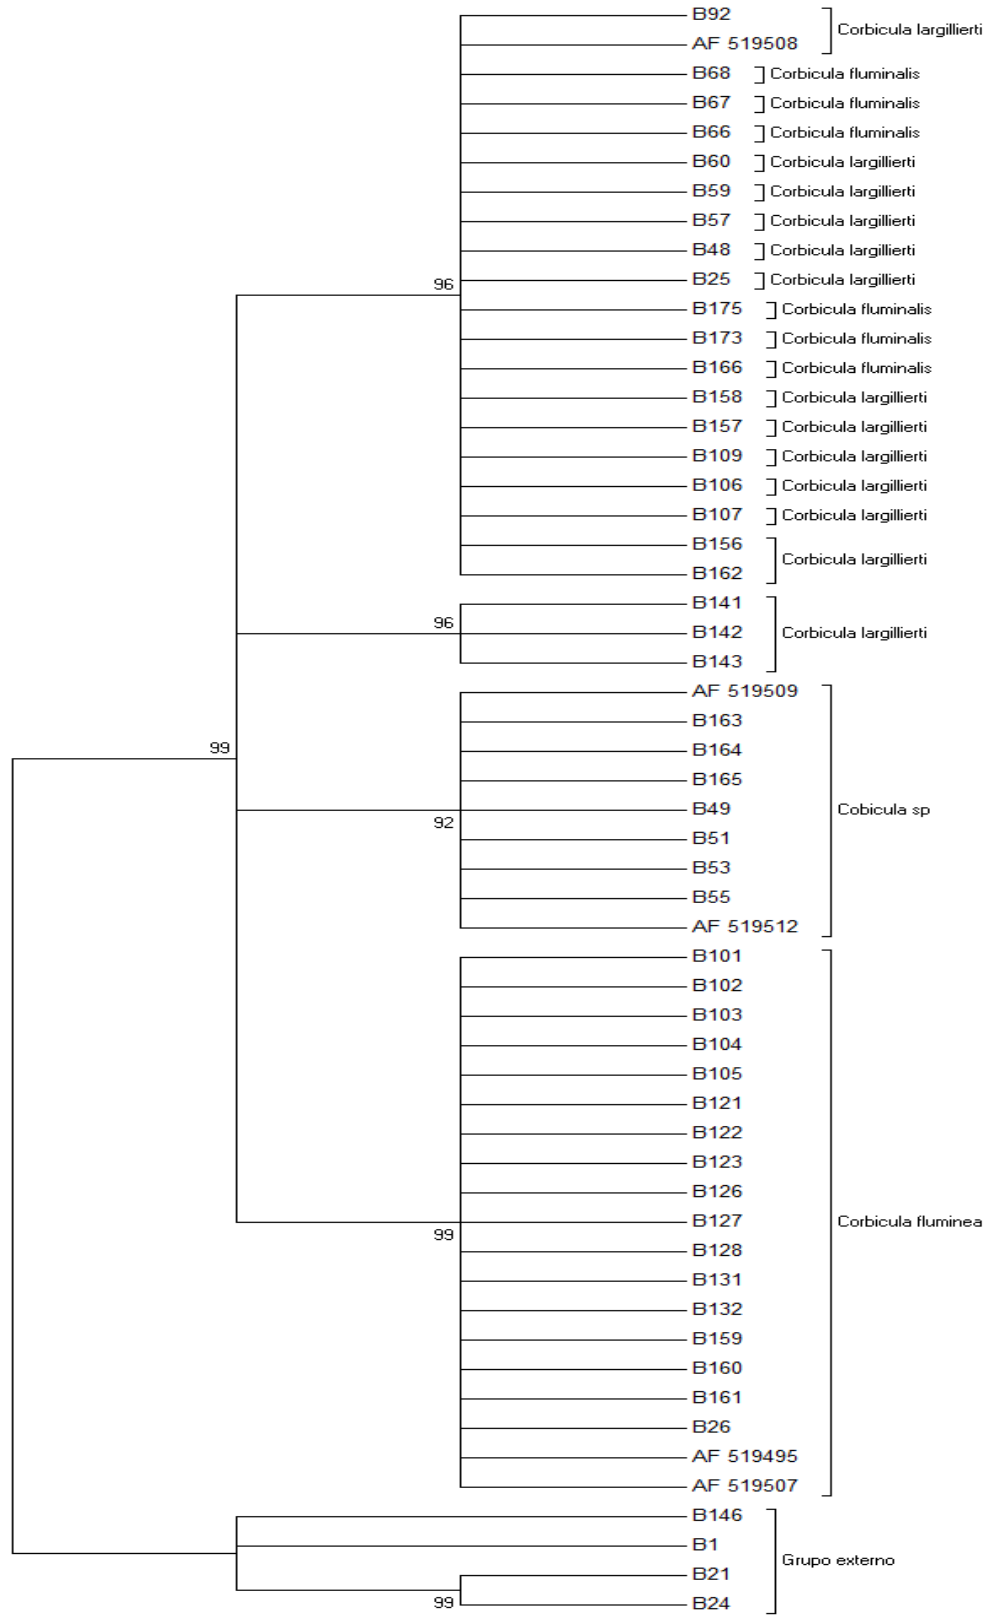 B92
Corbicula largillierti
AF 519508
B68 Corbicula fluminalis
B67 Corbicula fluminalis
B66 Corbicula fluminalis
B60 Corbicula largillierti
B59 Corbicula largillierti
B57 Corbicula largillierti
B48 Corbicula largillierti
B25 Corbicula largillierti
96
B175 Corbicula fluminalis
B173 Corbicula fluminalis
B166 Corbicula fluminalis
B158 Corbicula largillierti
B157 Corbicula largillierti
B109 Corbicula largillierti
B106 Corbicula largillierti
B107 Corbicula largillierti
B156
Corbicula largillierti
B162
B141
96
B142 Corbicula largillierti
B143
AF 519509
B163
99
B164
B165
B49 Cobicula sp
92
B51
B53
B55
AF 519512
B101
B102
B103
B104
B105
B121
B122
B123
B126
B127 Corbicula fluminea
99
B128
B131
B132
B159
B160
B161
B26
AF 519495
AF 519507
B146
B1
Grupo externo
B21
99
B24